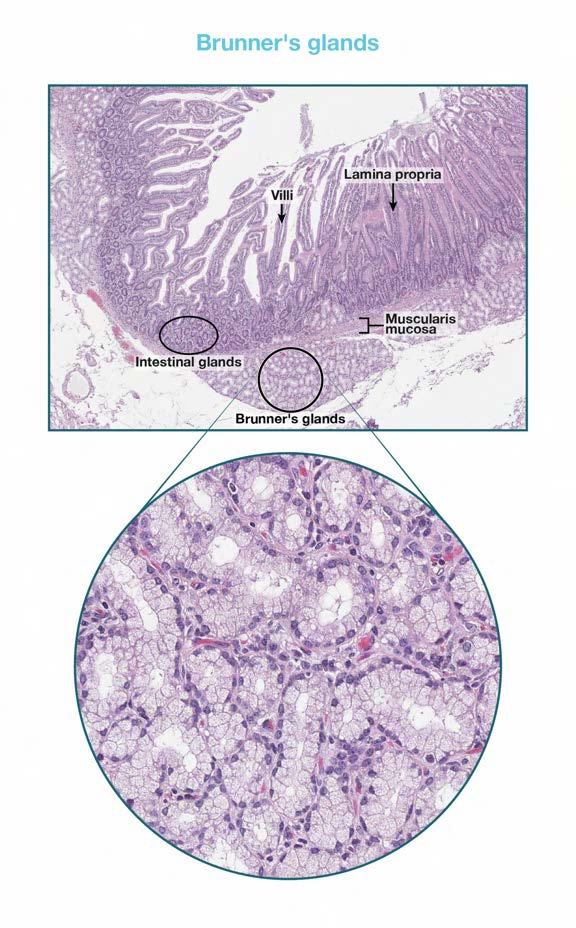 Brunner's glands
Lamina propria
Villi
Muscularis
mucosa
Intestinal glands
Brunner's glands